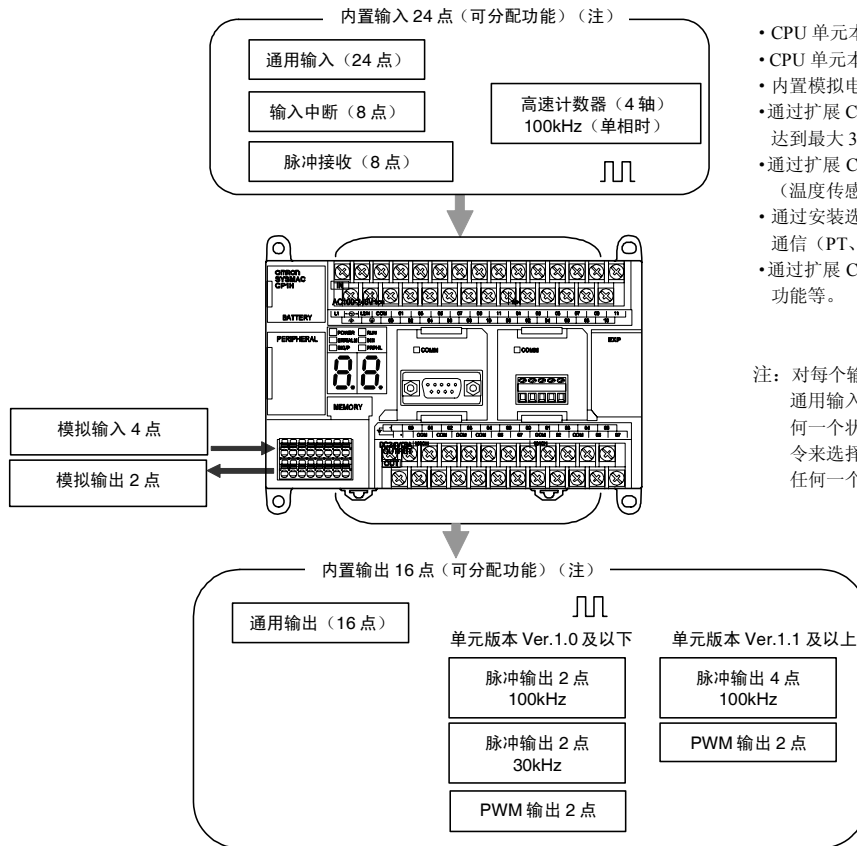 内置输入 24 点（可分配功能）（注）
通用输入（24 点）
输入中断（8 点）
脉冲接收（8 点）
高速计数器（4 轴）
100kHz（单相时）
· CPU 单元本
· CPU 单元本
· 内置模拟电
· 通过扩展 C
达到最大 3
· 通过扩展 C
（温度传感
· 通过安装选
通信（PT、
· 通过扩展 C
功能等。
注：对每个输
通用输入
何一个状
令来选择
任何一个
OMRON
SYSMAC
CP1H
IN
BATTERY
PERIPHERAL
POWER
RUN
COMM
COMM
EXP
8.8.
MEMORY
OUT
模拟输入 4 点
模拟输出 2 点
内置输出 16 点（可分配功能）（注）
通用输出（16 点）
单元版本 Ver.1.0 及以下
单元版本 Ver.1.1 及以上
脉冲输出 2 点
100kHz
脉冲输出 4 点
100kHz
脉冲输出 2 点
30kHz
PWM 输出 2 点
PWM 输出 2 点